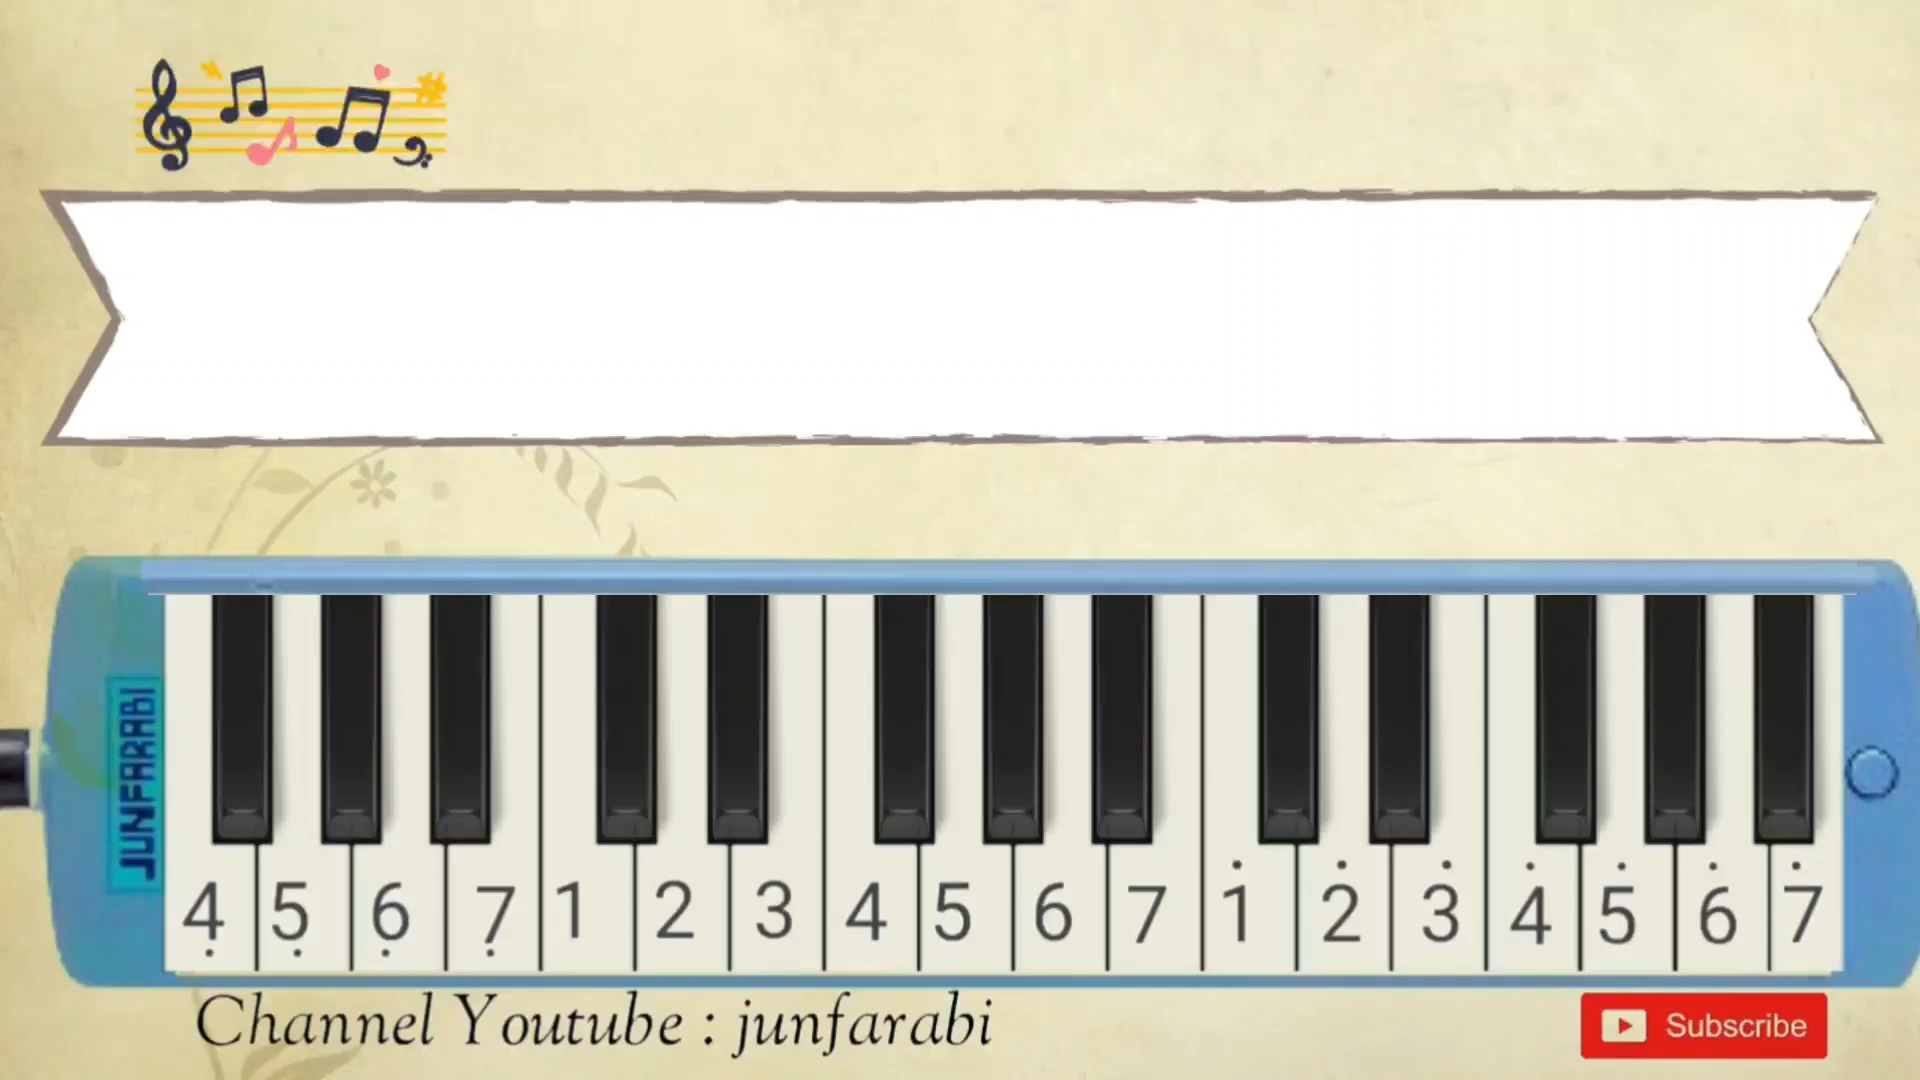 JUNFARABI
4̣ 5̣ 6̣ 7̣ 1 2 3 4 5 6 7 1̇ 2̇ 3̇ 4̇ 5̇ 6̇ 7̇
Channel Youtube : junfarabi
Subscribe